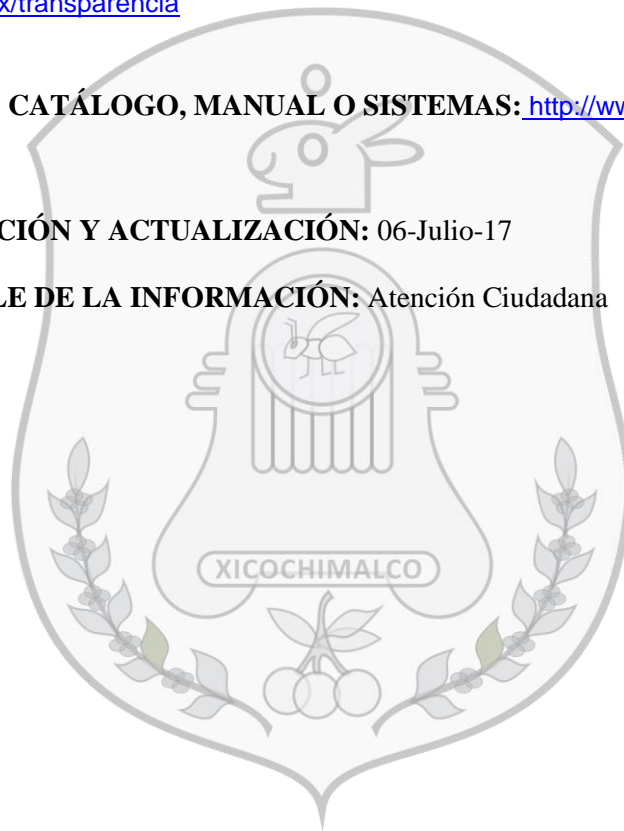 x/transparencia
CATÁLOGO, MANUAL O SISTEMAS: http://ww
CIÓN Y ACTUALIZACIÓN: 06-Julio-17
LE DE LA INFORMACIÓN: Atención Ciudadana
XICOCHIMALCO